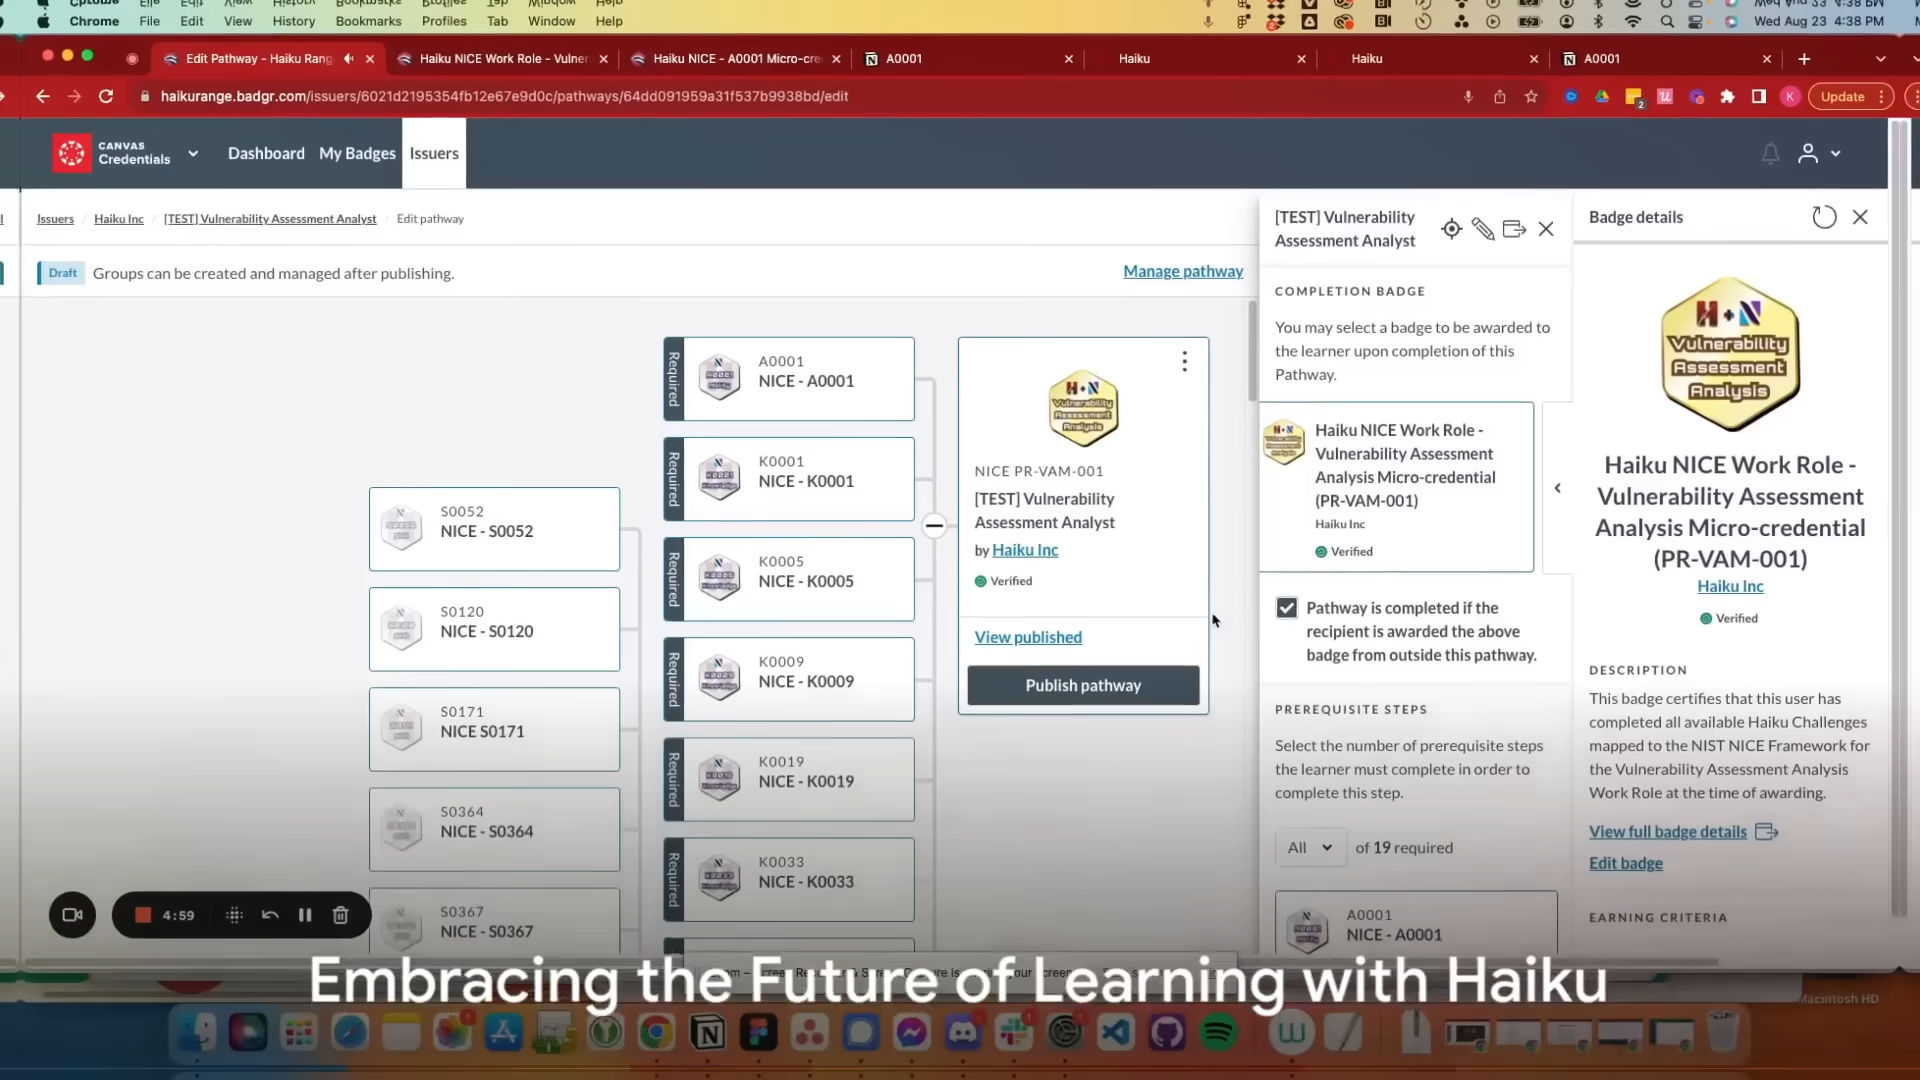 Chrome File Edit View History Bookmarks Profiles Tab Window Help
Wed Aug 23 4:38 PM
Edit Pathway - Haiku Rang
Haiku NICE Work Role - Vulner
Haiku NICE - A0001 Micro-cre
A0001
Haiku
Haiku
A0001
haikurange.badgr.com/issuers/6021d2195354fb12e67e9d0c/pathways/64dd091959a31f537b9938bd/edit
2
K
Update
CANVAS
Credentials
Dashboard
My Badges
Issuers
Issuers / Haiku Inc / [TEST] Vulnerability Assessment Analyst / Edit pathway
Draft
Groups can be created and managed after publishing.
Manage pathway
S0052
NICE - S0052
S0120
NICE - S0120
S0171
NICE S0171
S0364
NICE - S0364
S0367
NICE - S0367
Required
A0001
NICE - A0001
Required
K0001
NICE - K0001
Required
K0005
NICE - K0005
Required
K0009
NICE - K0009
Required
K0019
NICE - K0019
Required
K0033
NICE - K0033
H+N
Vulnerability
Assessment
Analysis
NICE PR-VAM-001
[TEST] Vulnerability
Assessment Analyst
by Haiku Inc
Verified
View published
Publish pathway
[TEST] Vulnerability
Assessment Analyst
COMPLETION BADGE
You may select a badge to be awarded to
the learner upon completion of this
Pathway.
Haiku NICE Work Role -
Vulnerability Assessment
Analysis Micro-credential
(PR-VAM-001)
Haiku Inc
Verified
Pathway is completed if the
recipient is awarded the above
badge from outside this pathway.
PREREQUISITE STEPS
Select the number of prerequisite steps
the learner must complete in order to
complete this step.
All of 19 required
A0001
NICE - A0001
Badge details
H+N
Vulnerability
Assessment
Analysis
Haiku NICE Work Role -
Vulnerability Assessment
Analysis Micro-credential
(PR-VAM-001)
Haiku Inc
Verified
DESCRIPTION
This badge certifies that this user has
completed all available Haiku Challenges
mapped to the NIST NICE Framework for
the Vulnerability Assessment Analysis
Work Role at the time of awarding.
View full badge details
Edit badge
EARNING CRITERIA
4:59
Embracing the Future of Learning with Haiku
Macintosh HD